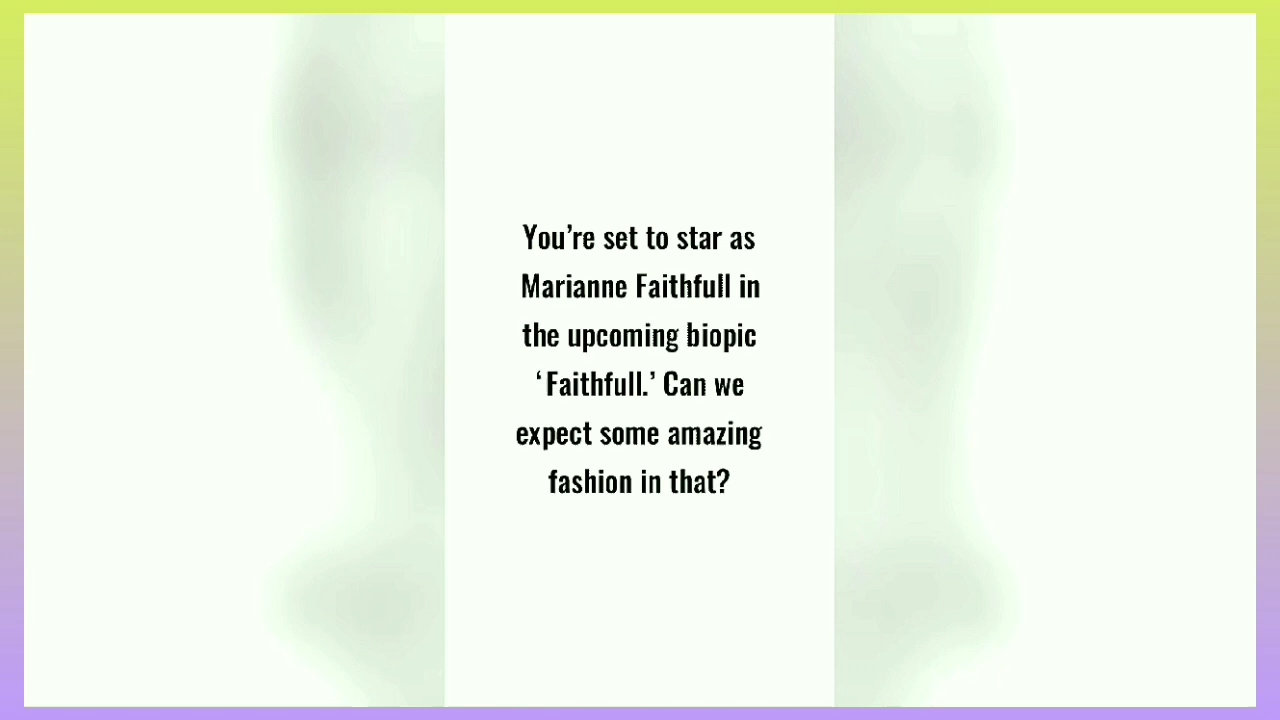 You’re set to star as
Marianne Faithfull in
the upcoming biopic
‘Faithfull.’ Can we
expect some amazing
fashion in that?